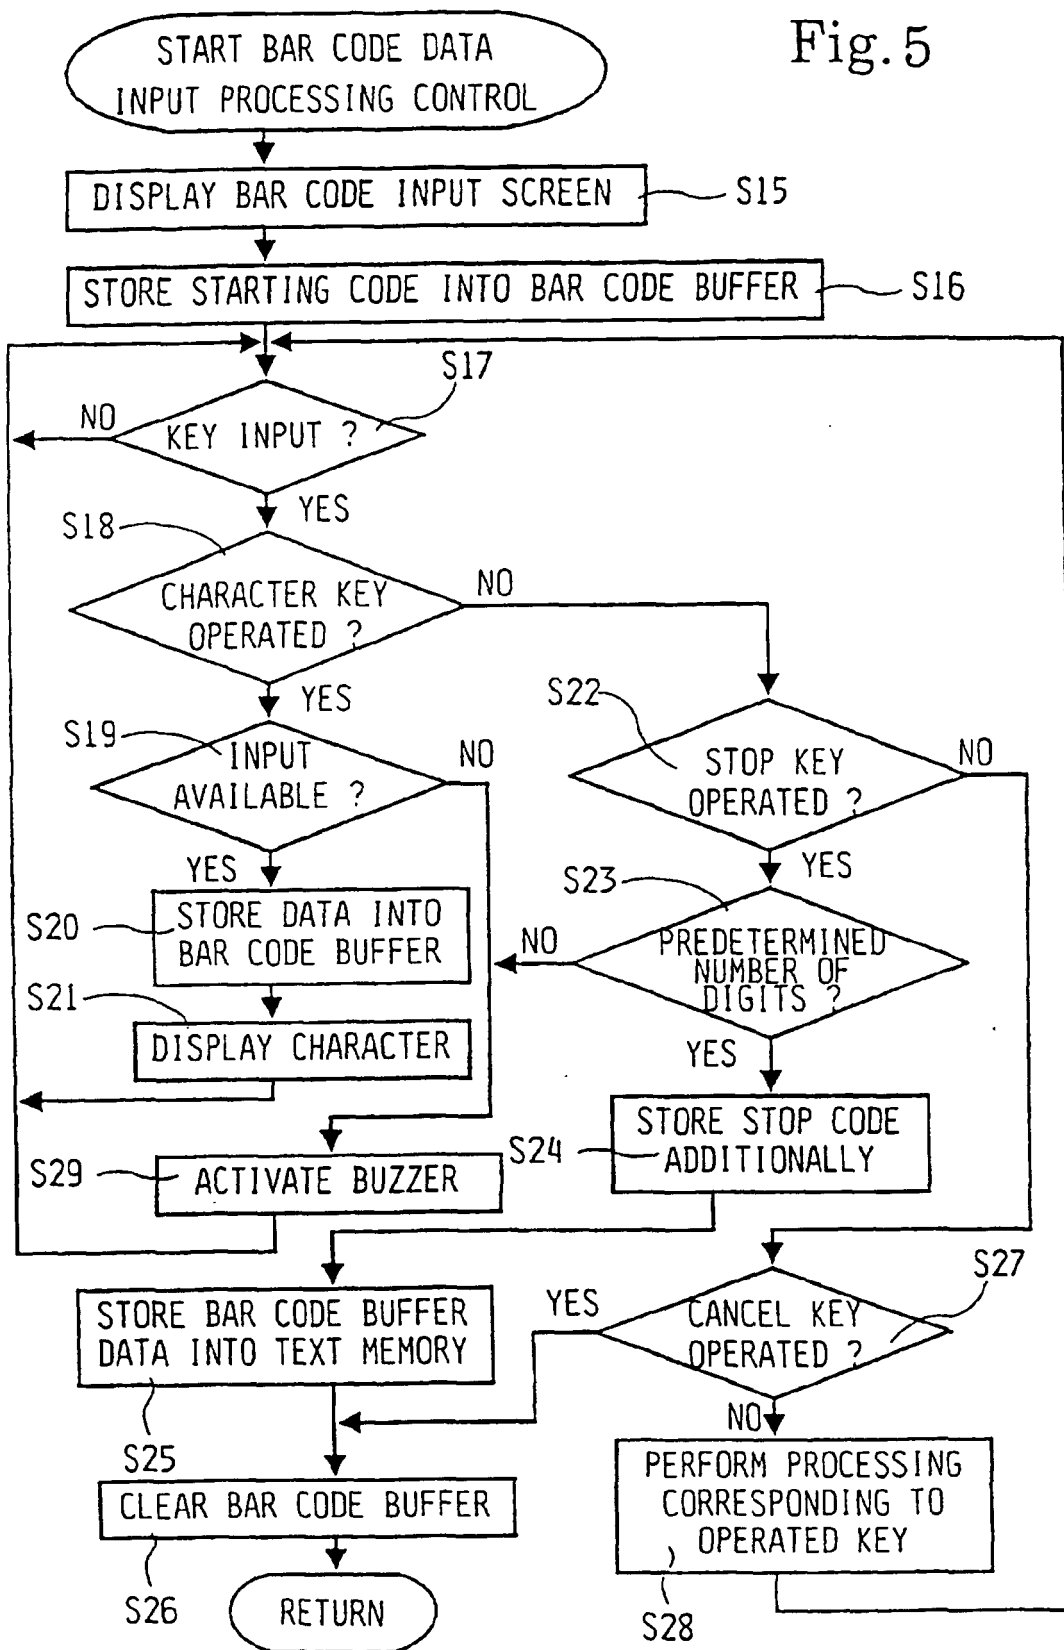 Fig. 5
START BAR CODE DATA
INPUT PROCESSING CONTROL
DISPLAY BAR CODE INPUT SCREEN
S15
STORE STARTING CODE INTO BAR CODE BUFFER
S16
S17
NO
KEY INPUT ?
YES
S18
CHARACTER KEY
OPERATED ?
NO
YES
S19
INPUT
AVAILABLE ?
NO
S22
STOP KEY
OPERATED ?
NO
YES
YES
S23
S20
STORE DATA INTO
BAR CODE BUFFER
NO
PREDETERMINED
NUMBER OF
DIGITS ?
S21
DISPLAY CHARACTER
YES
STORE STOP CODE
ADDITIONALLY
S24
S29
ACTIVATE BUZZER
S27
STORE BAR CODE BUFFER
DATA INTO TEXT MEMORY
YES
CANCEL KEY
OPERATED ?
NO
S25
CLEAR BAR CODE BUFFER
PERFORM PROCESSING
CORRESPONDING TO
OPERATED KEY
S26
RETURN
S28